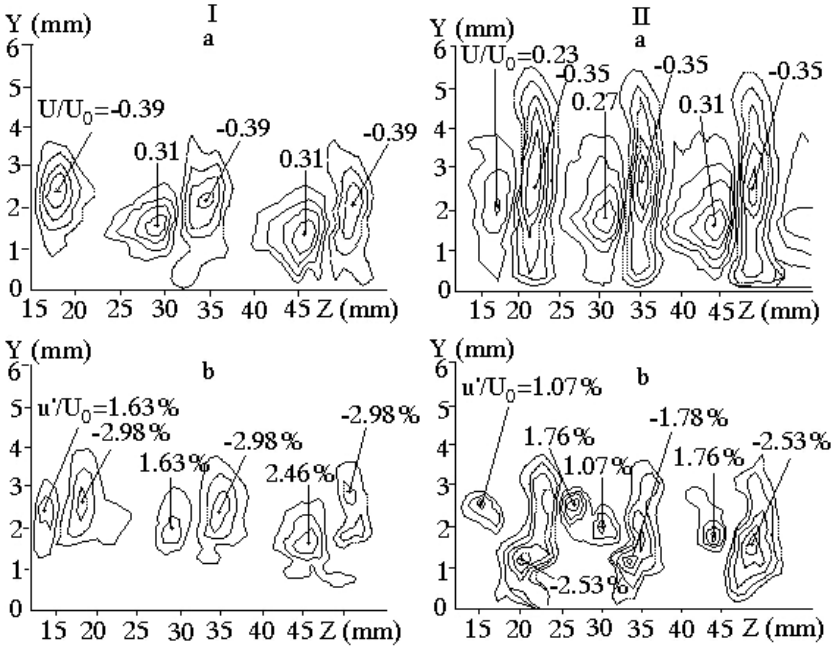 I
Y (mm)
a
6
5
4
3
2
1
0
U/U0=-0.39
0.31
-0.39
0.31
-0.39
15 20 25 30 35 40 45 Z (mm)
II
Y (mm)
a
6
5
4
3
2
1
0
U/U0=0.23
-0.35
0.27
-0.35
0.31
-0.35
15 20 25 30 35 40 45 Z (mm)
Y (mm)
b
6
5
4
3
2
1
0
u'/U0=1.63%
-2.98%
1.63%
-2.98%
2.46%
-2.98%
15 20 25 30 35 40 45 Z (mm)
Y (mm)
b
6
5
4
3
2
1
0
u'/U0=1.07%
1.76%
1.07%
-1.78%
1.76%
-2.53%
-2.53%
15 20 25 30 35 40 45 Z (mm)